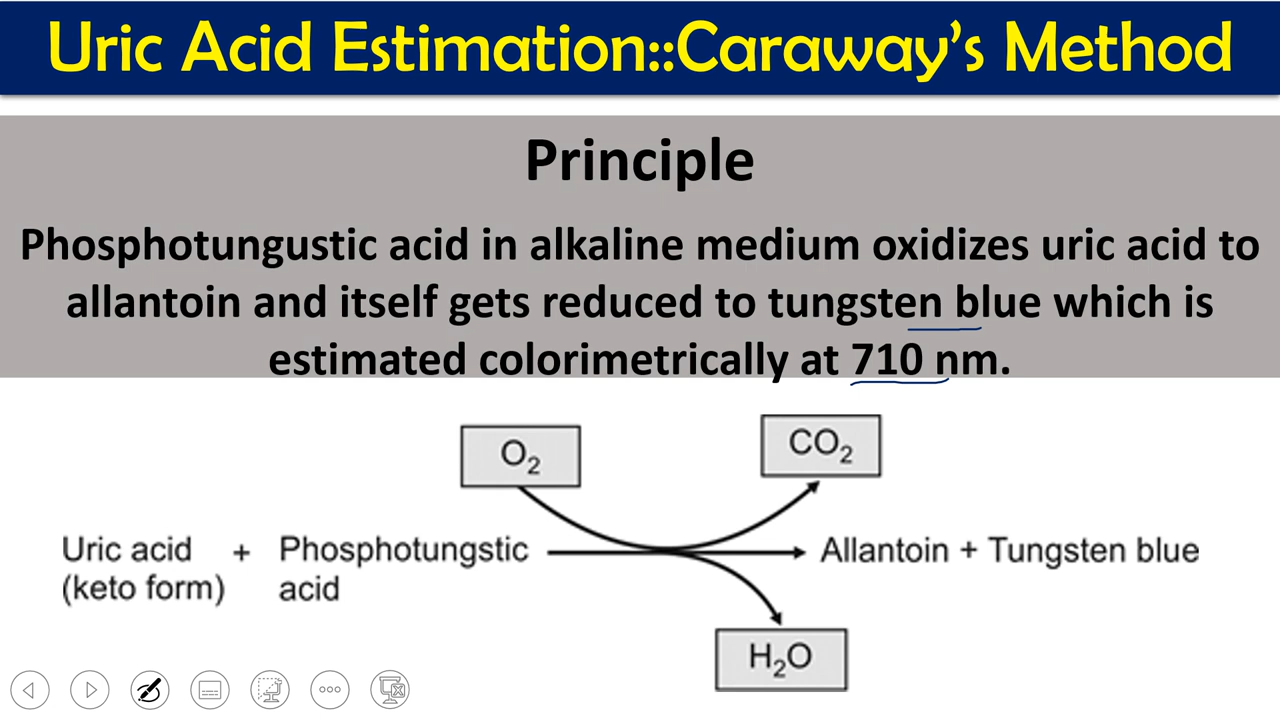 Uric Acid Estimation::Caraway's Method
Principle
Phosphotungustic acid in alkaline medium oxidizes uric acid to
allantoin and itself gets reduced to tungsten blue which is
estimated colorimetrically at 710 nm.
O₂
CO₂
Uric acid + Phosphotungstic
(keto form) acid
Allantoin + Tungsten blue
H₂O